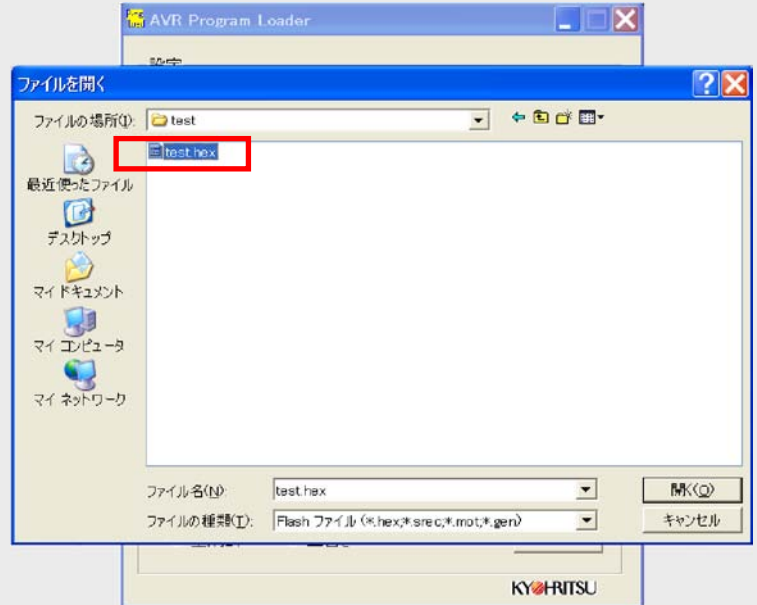 AVR Program Loader
設定
ファイルを開く
ファイルの場所(I):
test
test.hex
最近使ったファイル
デスクトップ
マイ ドキュメント
マイ コンピュータ
マイ ネットワーク
ファイル名(N):
test.hex
開く(O)
ファイルの種類(T):
Flash ファイル (*.hex;*.srec;*.mot;*.gen)
キャンセル
KYOHRITSU